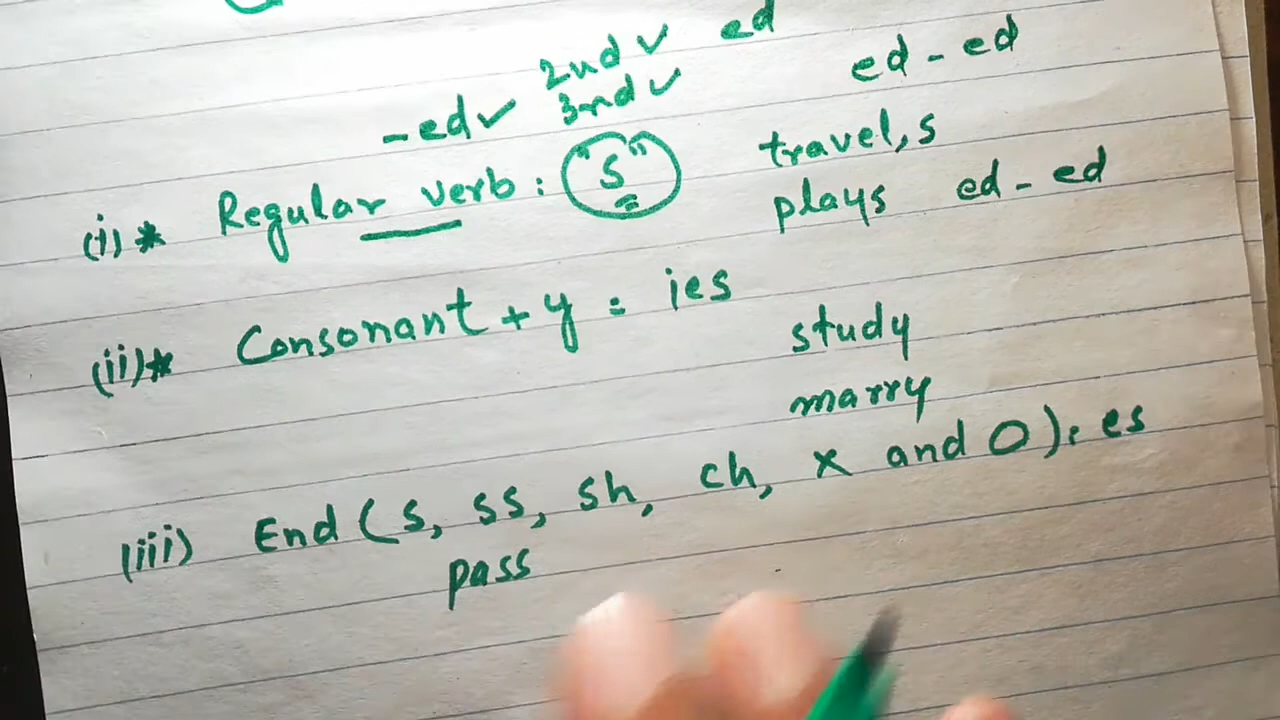 2nd ✓ ed
-ed ✓ 3rd ✓ ed - ed
(i)* Regular verb : "s" travel, s
plays ed - ed
(ii)* Consonant + y = ies
study
marry
(iii) End (s, ss, sh, ch, x and O) : es
pass